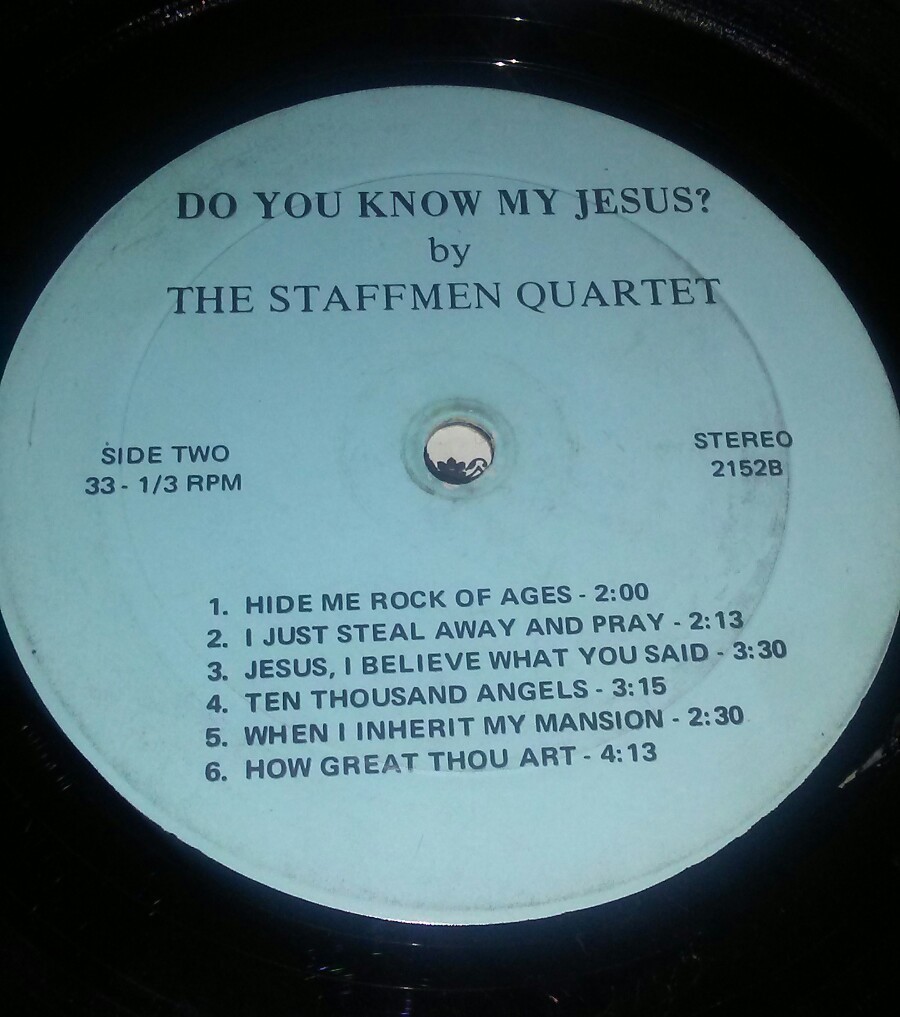 DO YOU KNOW MY JESUS?
by
THE STAFFMEN QUARTET
SIDE TWO
33 - 1/3 RPM
STEREO
2152B
1. HIDE ME ROCK OF AGES - 2:00
2. I JUST STEAL AWAY AND PRAY - 2:13
3. JESUS, I BELIEVE WHAT YOU SAID - 3:30
4. TEN THOUSAND ANGELS - 3:15
5. WHEN I INHERIT MY MANSION - 2:30
6. HOW GREAT THOU ART - 4:13